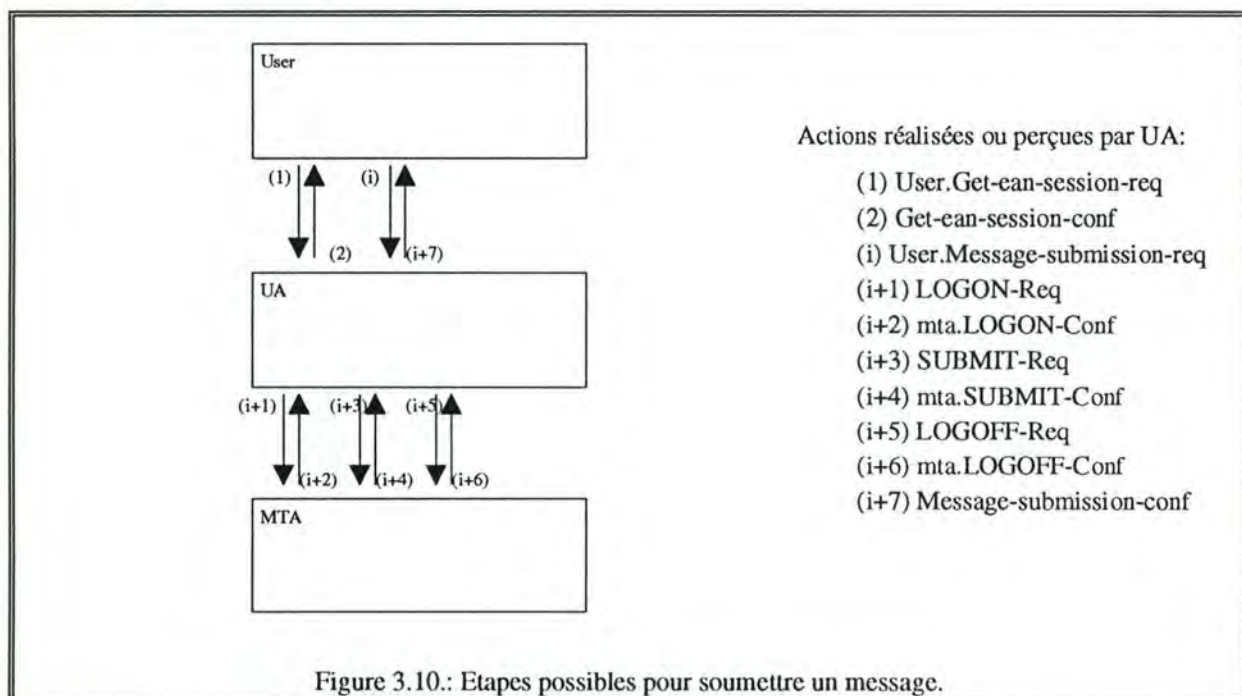 User
(1)
(i)
(2)
(i+7)
UA
(i+1)
(i+3)
(i+5)
(i+2)
(i+4)
(i+6)
MTA
Actions réalisées ou perçues par UA:
(1) User.Get-ean-session-req
(2) Get-ean-session-conf
(i) User.Message-submission-req
(i+1) LOGON-Req
(i+2) mta.LOGON-Conf
(i+3) SUBMIT-Req
(i+4) mta.SUBMIT-Conf
(i+5) LOGOFF-Req
(i+6) mta.LOGOFF-Conf
(i+7) Message-submission-conf
Figure 3.10.: Etapes possibles pour soumettre un message.